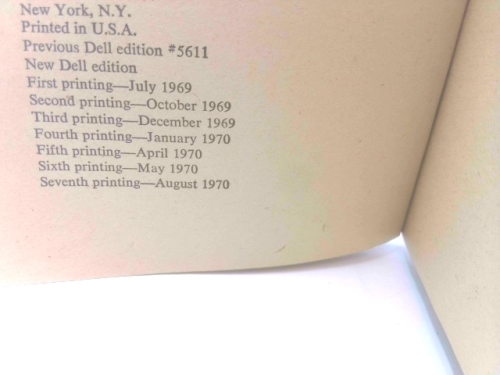 New York, N.Y.
Printed in U.S.A.
Previous Dell edition #5611
New Dell edition
First printing—July 1969
Second printing—October 1969
Third printing—December 1969
Fourth printing—January 1970
Fifth printing—April 1970
Sixth printing—May 1970
Seventh printing—August 1970